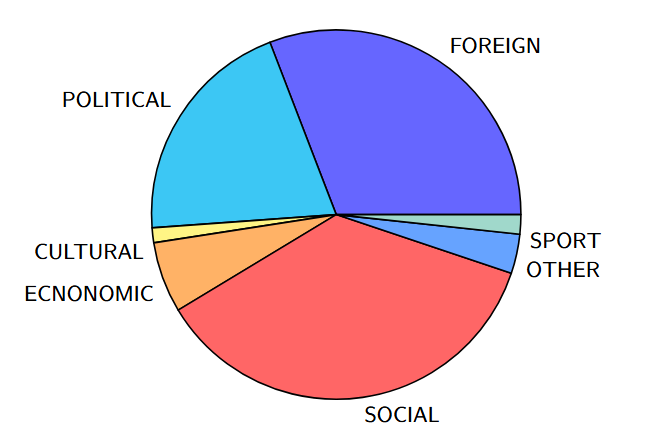 FOREIGN
POLITICAL
SPORT
CULTURAL
OTHER
ECNONOMIC
SOCIAL